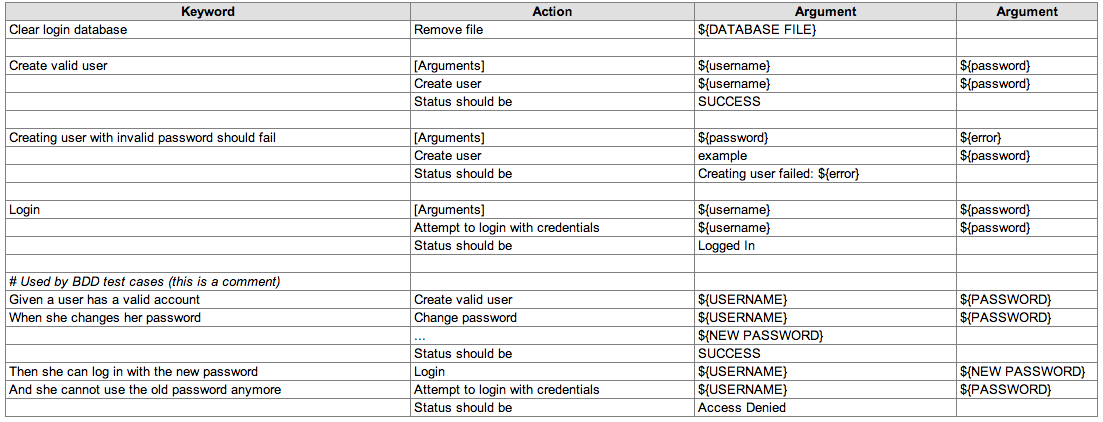 Keyword Action Argument Argument
Clear login database Remove file ${DATABASE FILE}
Create valid user [Arguments] ${username} ${password}
Create user ${username} ${password}
Status should be SUCCESS
Creating user with invalid password should fail [Arguments] ${password} ${error}
Create user example ${password}
Status should be Creating user failed: ${error}
Login [Arguments] ${username} ${password}
Attempt to login with credentials ${username} ${password}
Status should be Logged In
# Used by BDD test cases (this is a comment)
Given a user has a valid account Create valid user ${USERNAME} ${PASSWORD}
When she changes her password Change password ${USERNAME} ${PASSWORD}
... ${NEW PASSWORD}
Status should be SUCCESS
Then she can log in with the new password Login ${USERNAME} ${NEW PASSWORD}
And she cannot use the old password anymore Attempt to login with credentials ${USERNAME} ${PASSWORD}
Status should be Access Denied